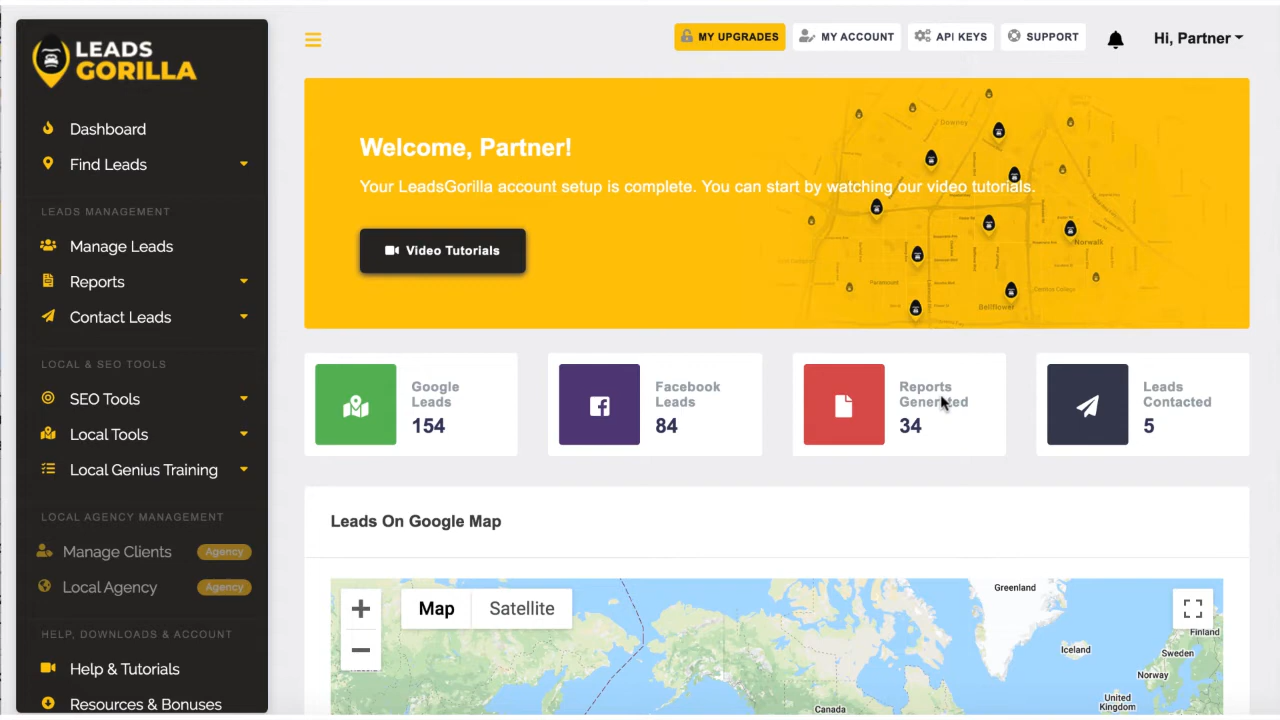 LEADS
GORILLA
Dashboard
Find Leads
LEADS MANAGEMENT
Manage Leads
Reports
Contact Leads
LOCAL & SEO TOOLS
SEO Tools
Local Tools
Local Genius Training
LOCAL AGENCY MANAGEMENT
Manage Clients Agency
Local Agency Agency
HELP, DOWNLOADS & ACCOUNT
Help & Tutorials
Resources & Bonuses
MY UPGRADES MY ACCOUNT API KEYS SUPPORT Hi, Partner
Welcome, Partner!
Your LeadsGorilla account setup is complete. You can start by watching our video tutorials.
Video Tutorials
Downey
Norwalk
Paramount
Bellflower
Cerritos College
Google
Leads
154
Facebook
Leads
84
Reports
Generated
34
Leads
Contacted
5
Leads On Google Map
+
−
Map Satellite
Greenland
Finland
Iceland
Sweden
Norway
United
Kingdom
Canada